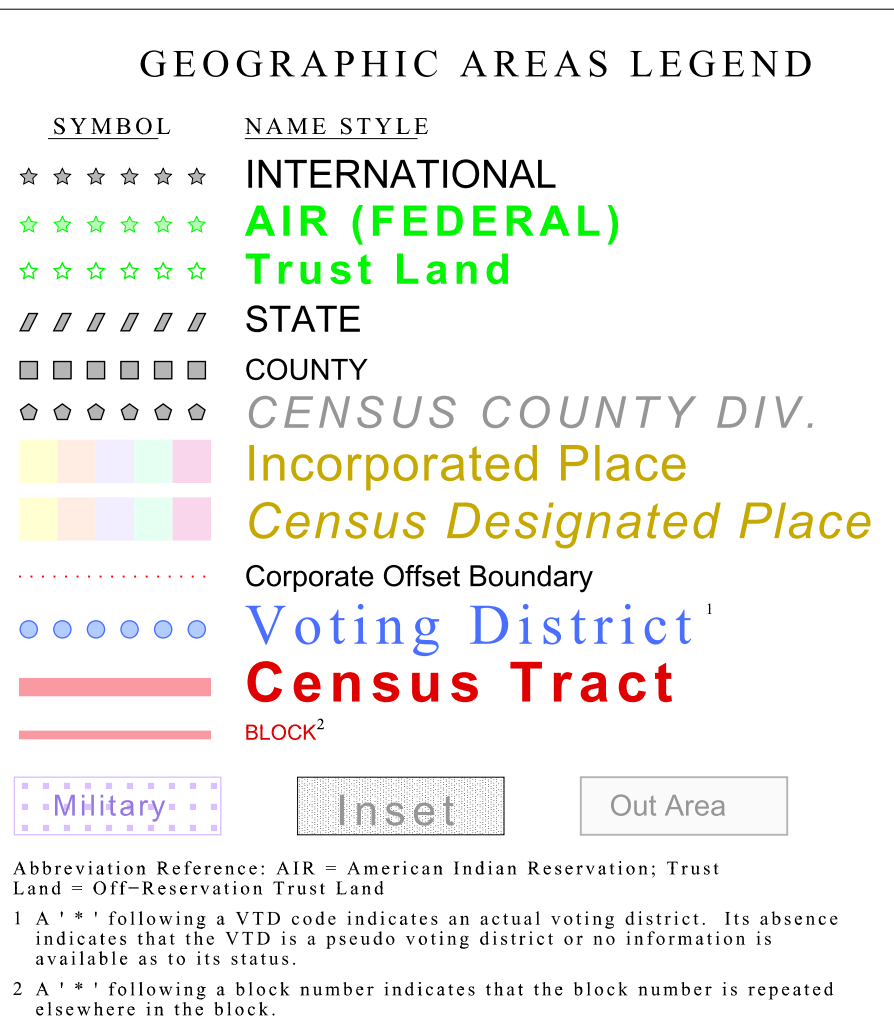 GEOGRAPHIC AREAS LEGEND
SYMBOL NAME STYLE
INTERNATIONAL
AIR (FEDERAL)
Trust Land
STATE
COUNTY
CENSUS COUNTY DIV.
Incorporated Place
Census Designated Place
Corporate Offset Boundary
Voting District 1
Census Tract
BLOCK2
Military Inset Out Area
Abbreviation Reference: AIR = American Indian Reservation; Trust
Land = Off−Reservation Trust Land
1 A ' * ' following a VTD code indicates an actual voting district. Its absence
indicates that the VTD is a pseudo voting district or no information is
available as to its status.
2 A ' * ' following a block number indicates that the block number is repeated
elsewhere in the block.